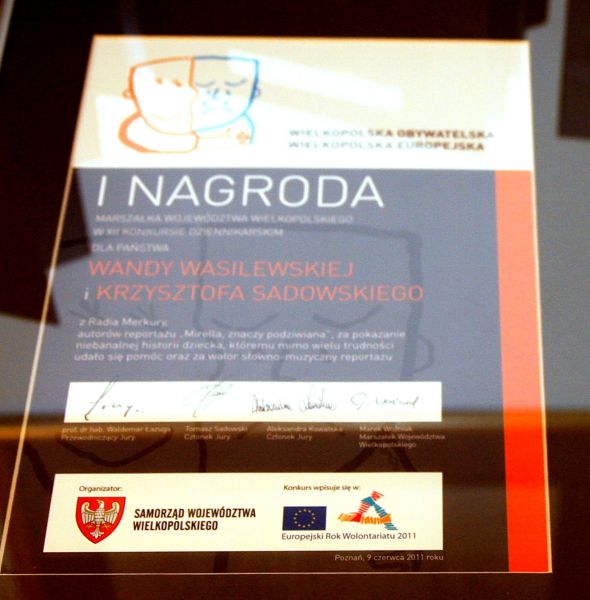 WIELKOPOLSKA OBYWATELSKA
WIELKOPOLSKA EUROPEJSKA
I NAGRODA
MARSZAŁKA WOJEWÓDZTWA WIELKOPOLSKIEGO
W XII KONKURSIE DZIENNIKARSKIM
DLA PAŃSTWA
WANDY WASILEWSKIEJ
i KRZYSZTOFA SADOWSKIEGO
z Radia Merkury,
autorów reportażu „Mirella, znaczy podziwiana", za pokazanie
niebanalnej historii dziecka, któremu mimo wielu trudności
udało się pomóc oraz za walor słowno-muzyczny reportażu
prof. dr hab. Waldemar Łazuga
Przewodniczący Jury
Tomasz Sadowski
Członek Jury
Aleksandra Kowalska
Członek Jury
Marek Woźniak
Marszałek Województwa
Wielkopolskiego
Organizator:
SAMORZĄD WOJEWÓDZTWA
WIELKOPOLSKIEGO
Konkurs wpisuje się w:
Europejski Rok Wolontariatu 2011
Poznań, 9 czerwca 2011 roku